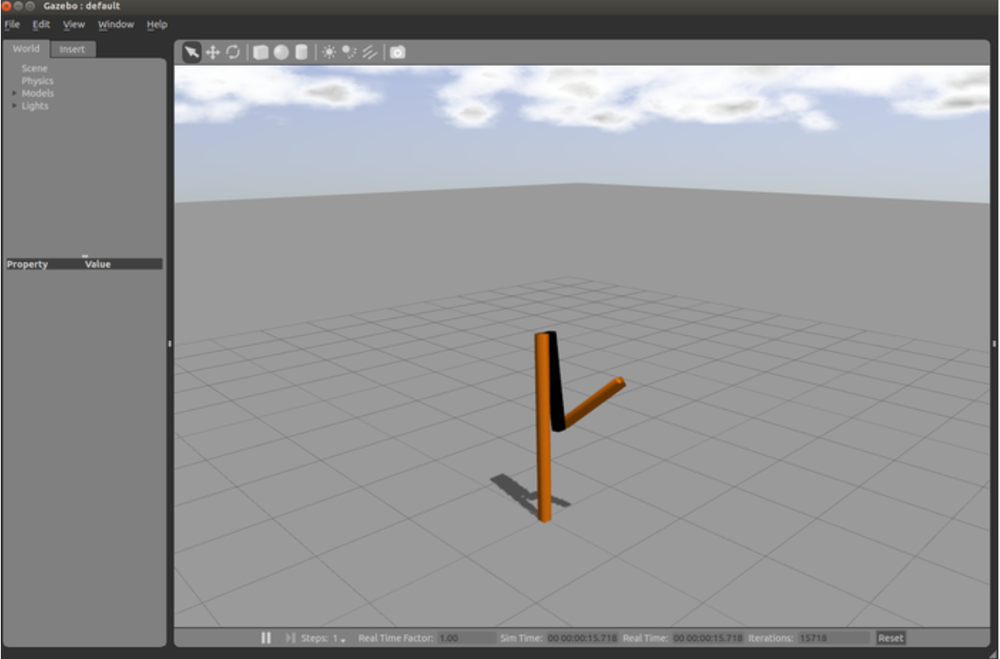 Gazebo : default
File Edit View Window Help
World Insert
Scene
Physics
Models
Lights
Property Value
Steps: 1 Real Time Factor: 1.00 Sim Time: 00 00:00:15.718 Real Time: 00 00:00:15.718 Iterations: 15718 Reset